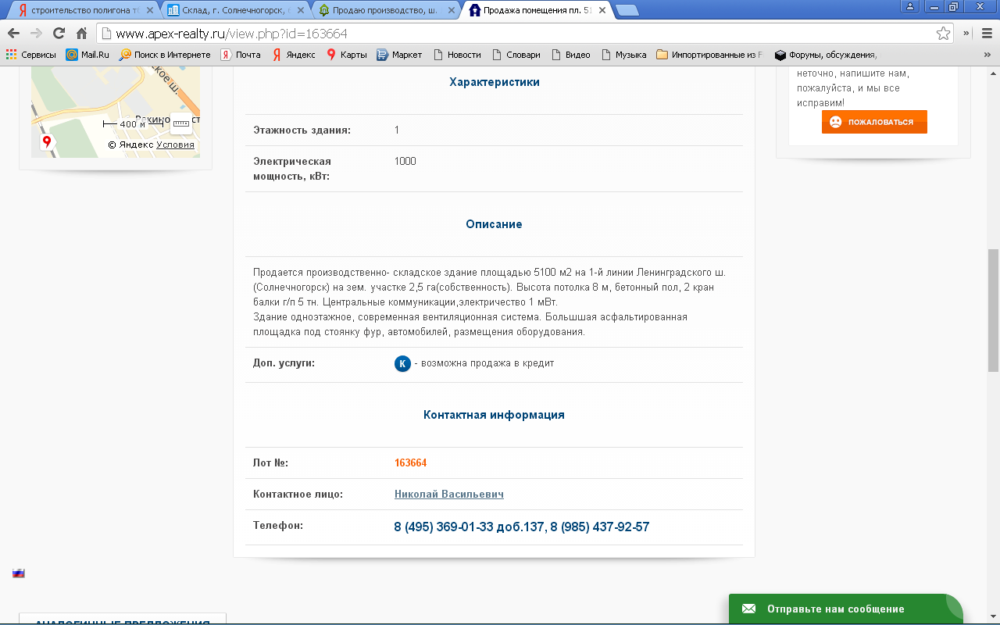 строительство полигона тб
Склад, г. Солнечногорск,
Продаю производство, ш.
Продажа помещения пл. 51
www.apex-realty.ru/view.php?id=163664
»
Сервисы
Mail.Ru
Поиск в Интернете
Почта
Яндекс
Карты
Маркет
Новости
Словари
Видео
Музыка
Импортированные из F
Форумы, обсуждения,
»
ское ш.
400 м
© Яндекс Условия
Характеристики
Этажность здания: 1
Электрическая 1000
мощность, кВт:
Описание
Продается производственно- складское здание площадью 5100 м2 на 1-й линии Ленинградского ш.
(Солнечногорск) на зем. участке 2,5 га(собственность). Высота потолка 8 м, бетонный пол, 2 кран
балки г/п 5 тн. Центральные коммуникации,электричество 1 мВт.
Здание одноэтажное, современная вентиляционная система. Большшая асфальтированная
площадка под стоянку фур, автомобилей, размещения оборудования.
Доп. услуги: К - возможна продажа в кредит
Контактная информация
Лот №: 163664
Контактное лицо: Николай Васильевич
Телефон: 8 (495) 369-01-33 доб.137, 8 (985) 437-92-57
неточно, напишите нам,
пожалуйста, и мы все
исправим!
ПОЖАЛОВАТЬСЯ
АНАЛОГИЧНЫЕ ПРЕДЛОЖЕНИЯ
Отправьте нам сообщение